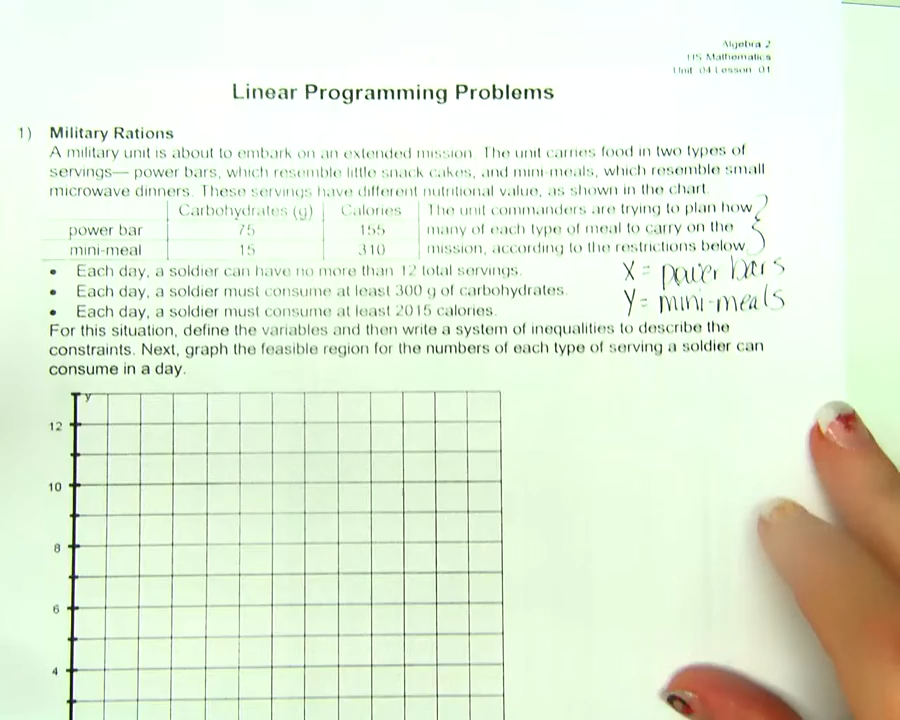 Algebra 2
HS Mathematics
Unit: 04 Lesson: 01
Linear Programming Problems
1) Military Rations
A military unit is about to embark on an extended mission. The unit carries food in two types of
servings— power bars, which resemble little snack cakes, and mini-meals, which resemble small
microwave dinners. These servings have different nutritional value, as shown in the chart.
Carbohydrates (g) Calories
power bar 75 155
mini-meal 15 310
The unit commanders are trying to plan how
many of each type of meal to carry on the
mission, according to the restrictions below.
• Each day, a soldier can have no more than 12 total servings.
• Each day, a soldier must consume at least 300 g of carbohydrates.
• Each day, a soldier must consume at least 2015 calories.
X = power bars
Y = mini-meals
For this situation, define the variables and then write a system of inequalities to describe the
constraints. Next, graph the feasible region for the numbers of each type of serving a soldier can
consume in a day.
y
12
10
8
6
4